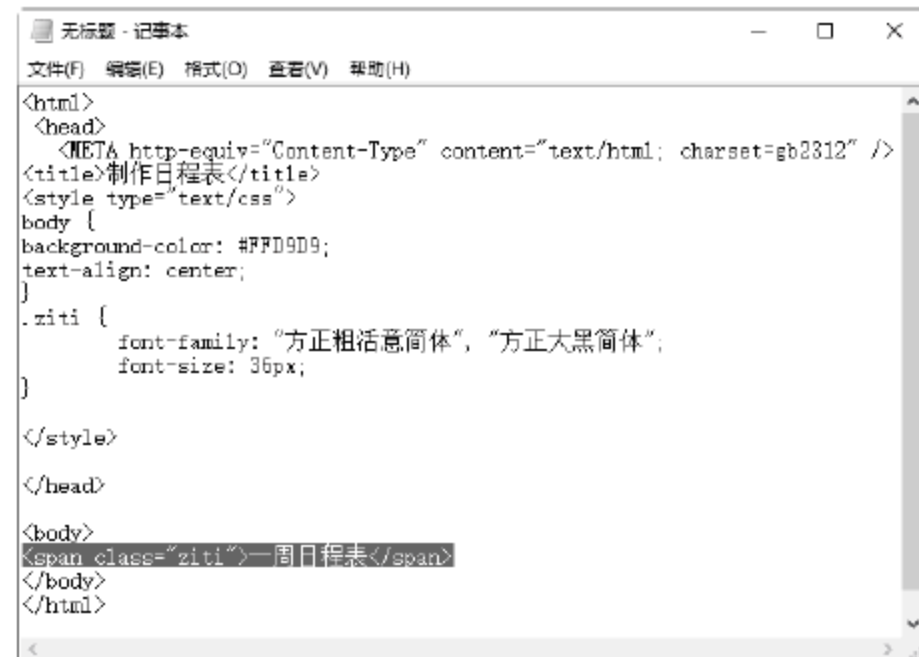 无标题 - 记事本
文件(F) 编辑(E) 格式(O) 查看(V) 帮助(H)
<html>
<head>
<META http-equiv="Content-Type" content="text/html; charset=gb2312" />
<title>制作日程表</title>
<style type="text/css">
body {
background-color: #FFD9D9;
text-align: center;
}
.ziti {
font-family: "方正粗活意简体", "方正大黑简体";
font-size: 36px;
}
</style>
</head>
<body>
<span class="ziti">一周日程表</span>
</body>
</html>